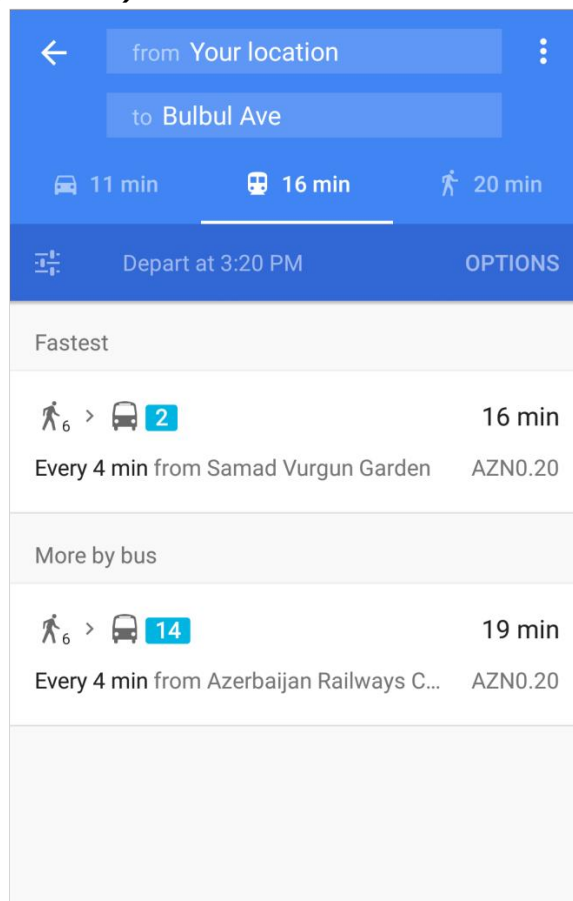 from Your location
to Bulbul Ave
11 min 16 min 20 min
Depart at 3:20 PM OPTIONS
Fastest
6 > 2 16 min
Every 4 min from Samad Vurgun Garden AZN0.20
More by bus
6 > 14 19 min
Every 4 min from Azerbaijan Railways C... AZN0.20